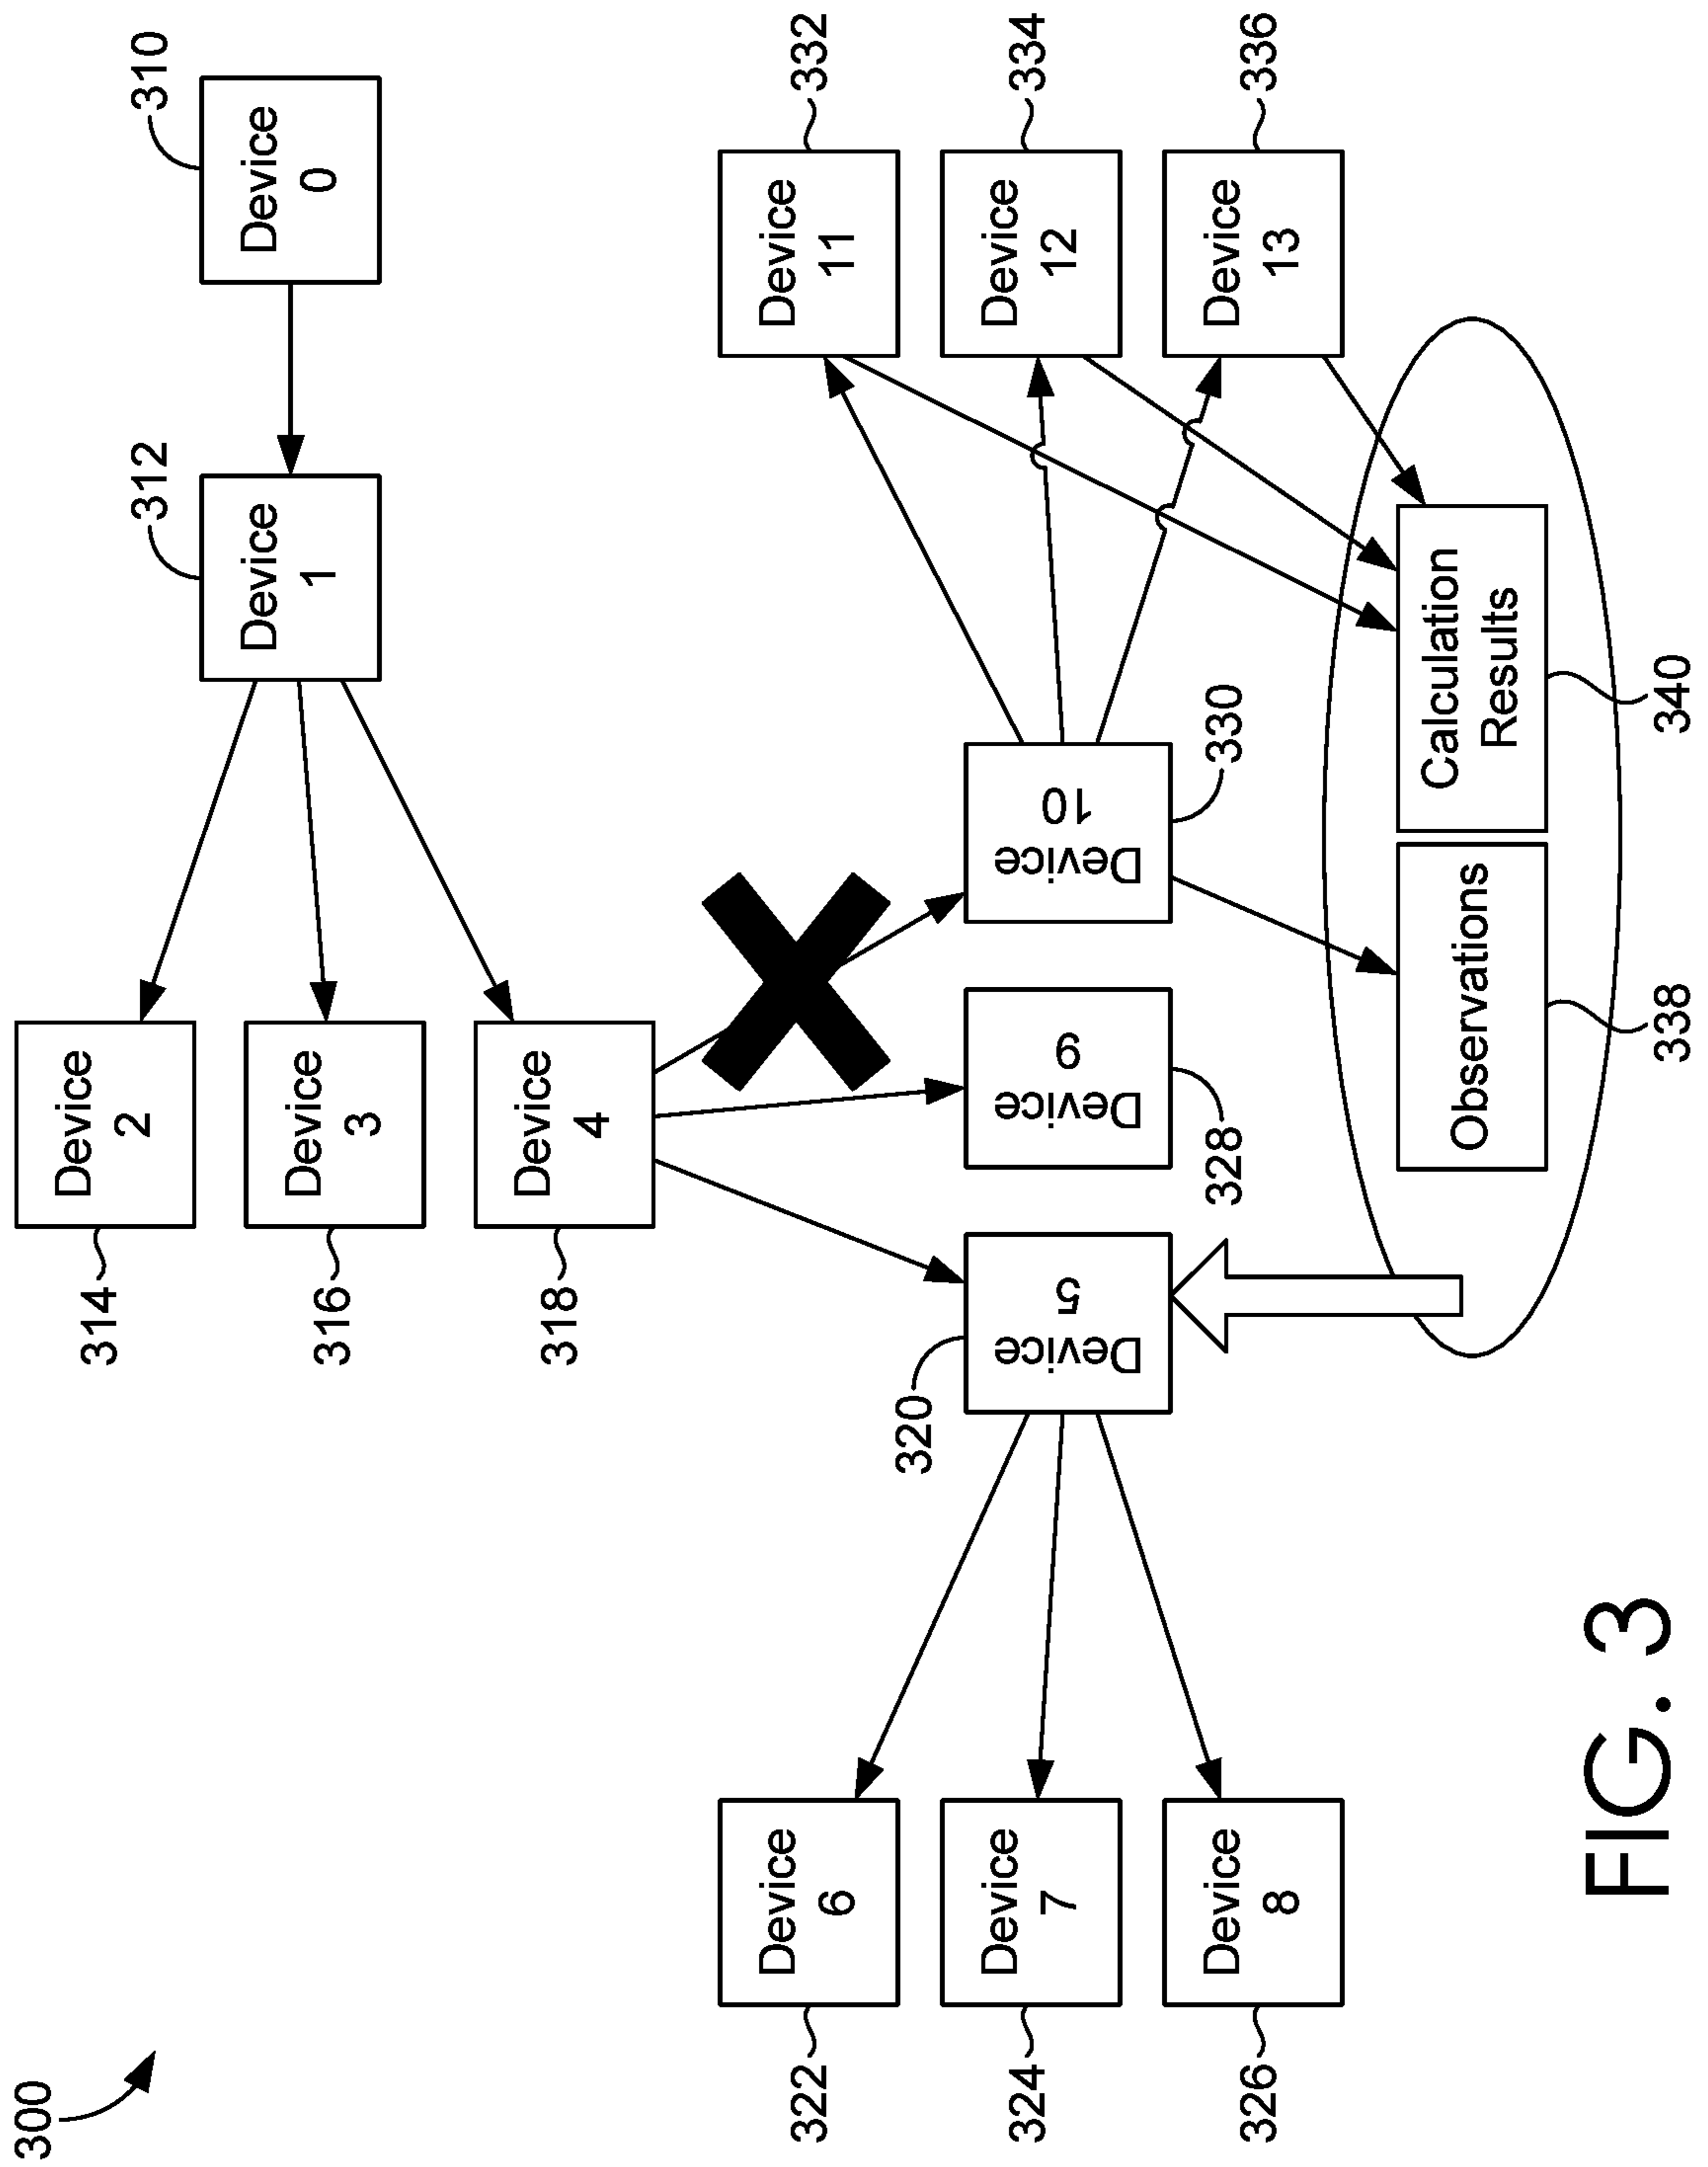 300
Device
0
310
Device
1
312
Device
2
314
Device
3
316
Device
4
318
Device
5
320
Device
6
322
Device
7
324
Device
8
326
Device
9
328
Device
10
330
Device
11
332
Device
12
334
Device
13
336
Observations
338
Calculation
Results
340
FIG. 3